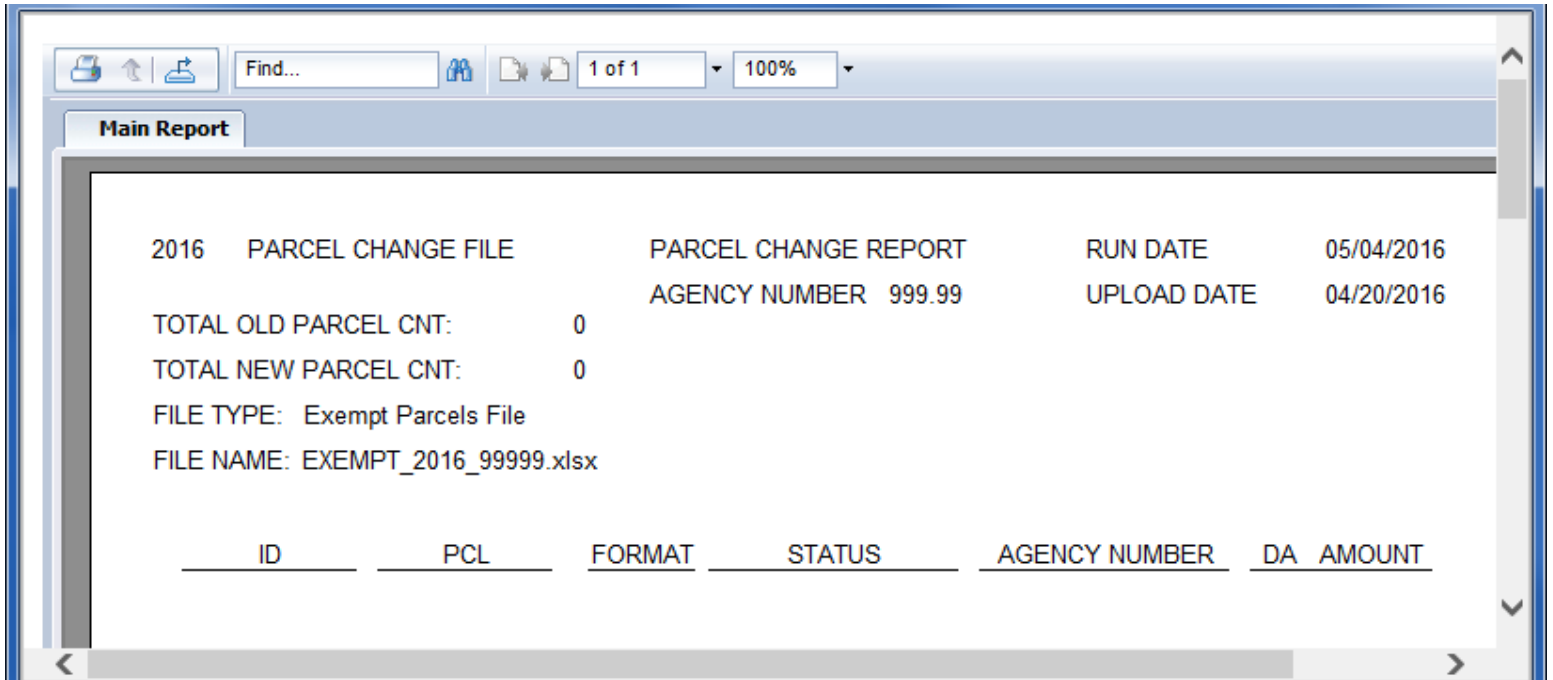 Find... 1 of 1 100%
Main Report
2016 PARCEL CHANGE FILE PARCEL CHANGE REPORT RUN DATE 05/04/2016
AGENCY NUMBER 999.99 UPLOAD DATE 04/20/2016
TOTAL OLD PARCEL CNT: 0
TOTAL NEW PARCEL CNT: 0
FILE TYPE: Exempt Parcels File
FILE NAME: EXEMPT_2016_99999.xlsx
ID PCL FORMAT STATUS AGENCY NUMBER DA AMOUNT